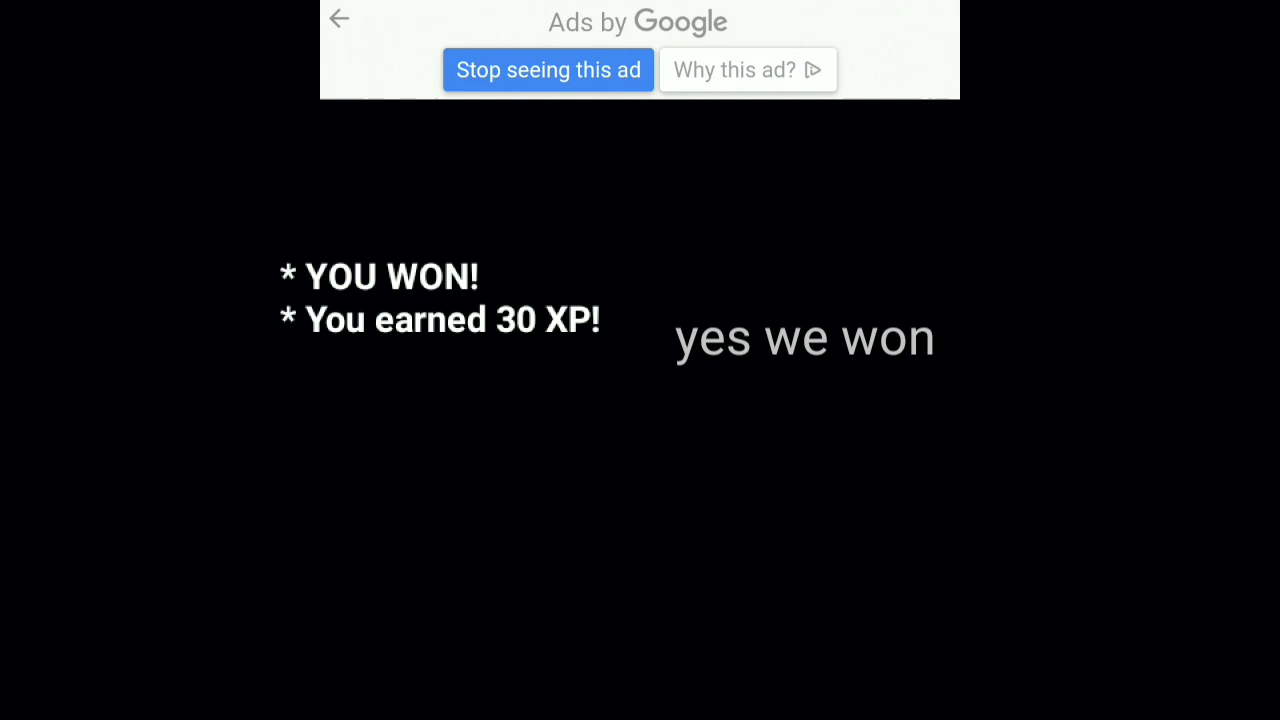 Ads by Google
Stop seeing this ad
Why this ad?
* YOU WON!
* You earned 30 XP!
yes we won